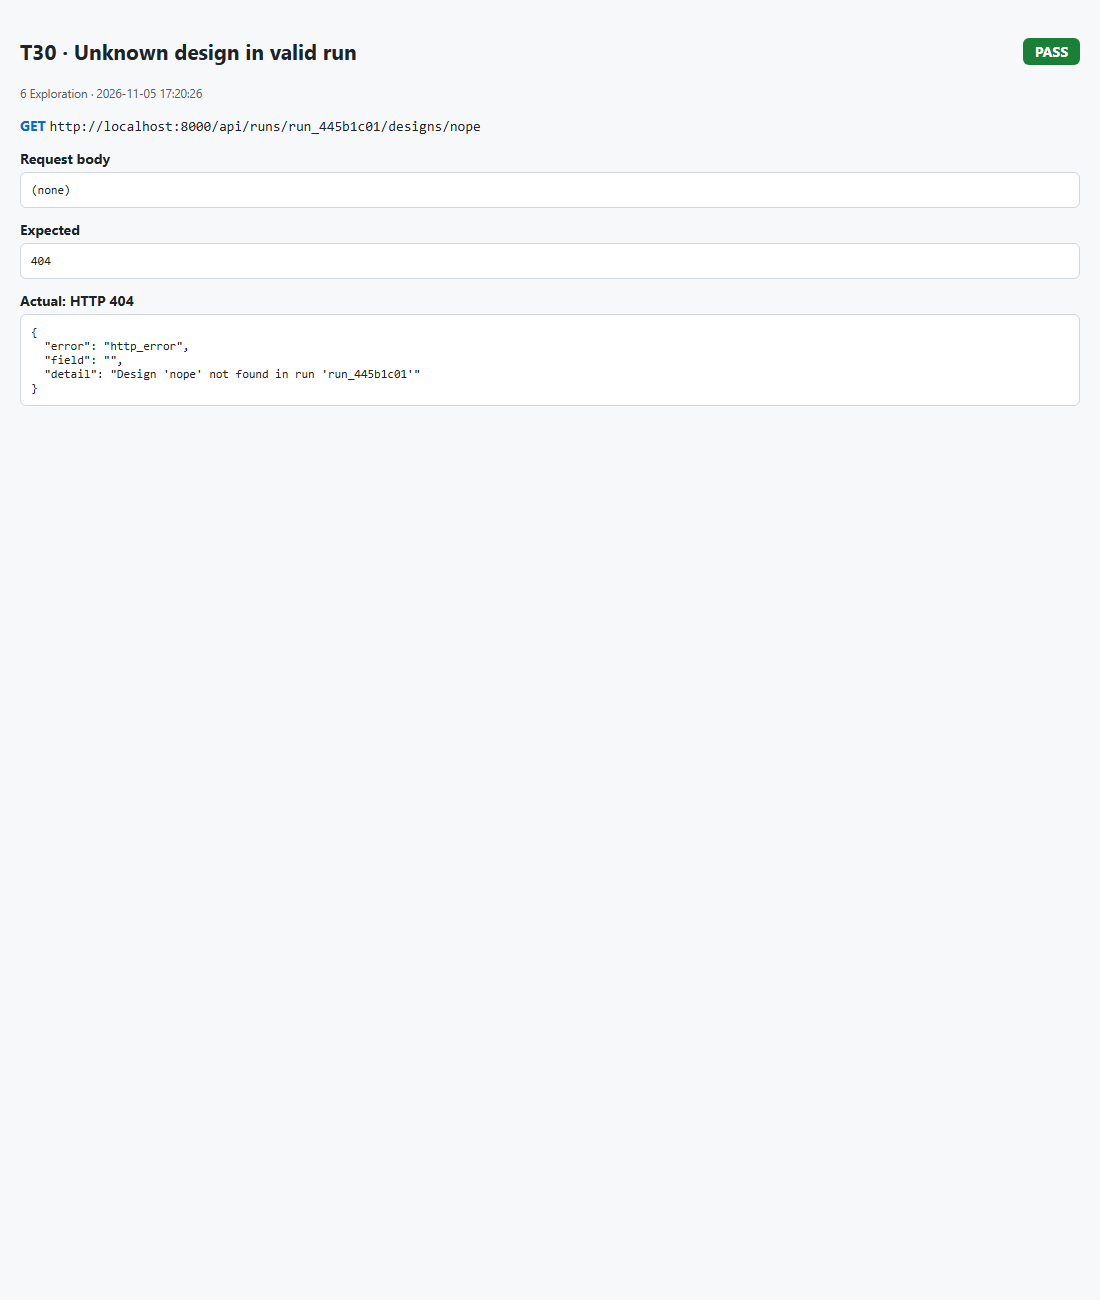 T30 · Unknown design in valid run
PASS
6 Exploration · 2026-11-05 17:20:26
GET http://localhost:8000/api/runs/run_445b1c01/designs/nope
Request body
(none)
Expected
404
Actual: HTTP 404
{
  "error": "http_error",
  "field": "",
  "detail": "Design 'nope' not found in run 'run_445b1c01'"
}